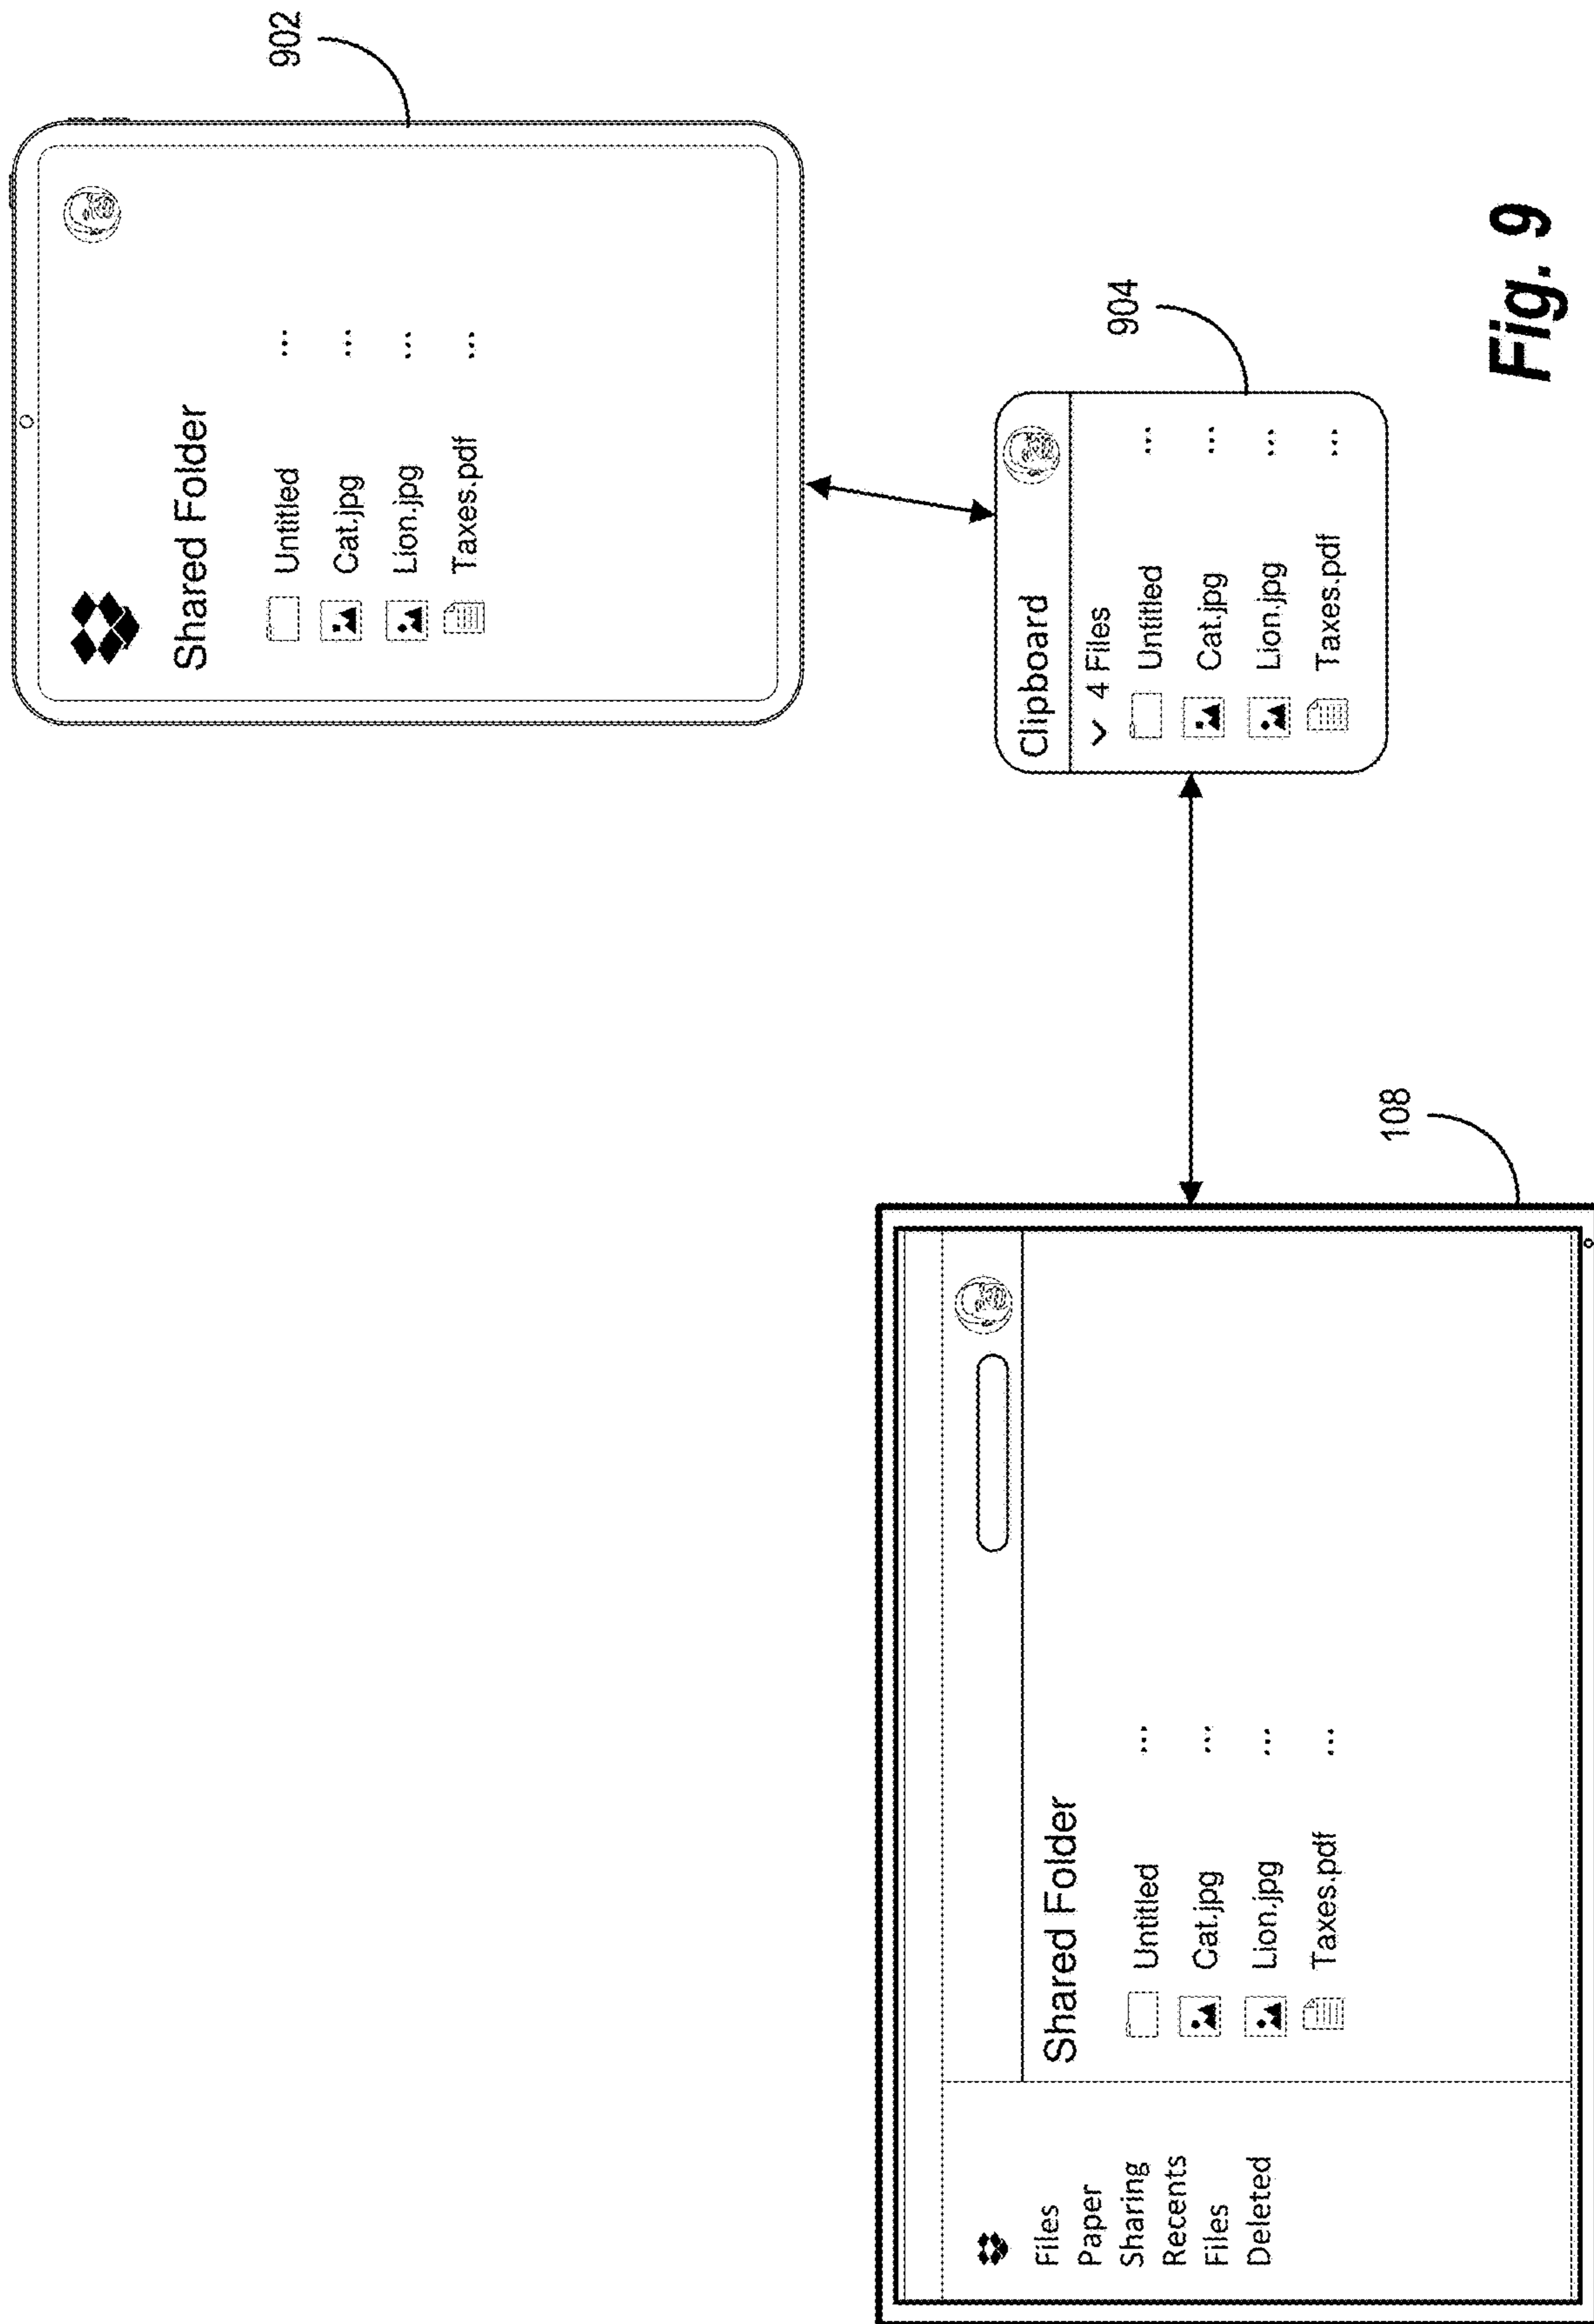 902
Shared Folder
Untitled ...
Cat.jpg ...
Lion.jpg ...
Taxes.pdf ...
904
Clipboard
4 Files
Untitled ...
Cat.jpg ...
Lion.jpg ...
Taxes.pdf ...
108
Files
Paper
Sharing
Recents
Files
Deleted
Shared Folder
Untitled ...
Cat.jpg ...
Lion.jpg ...
Taxes.pdf ...
Fig. 9